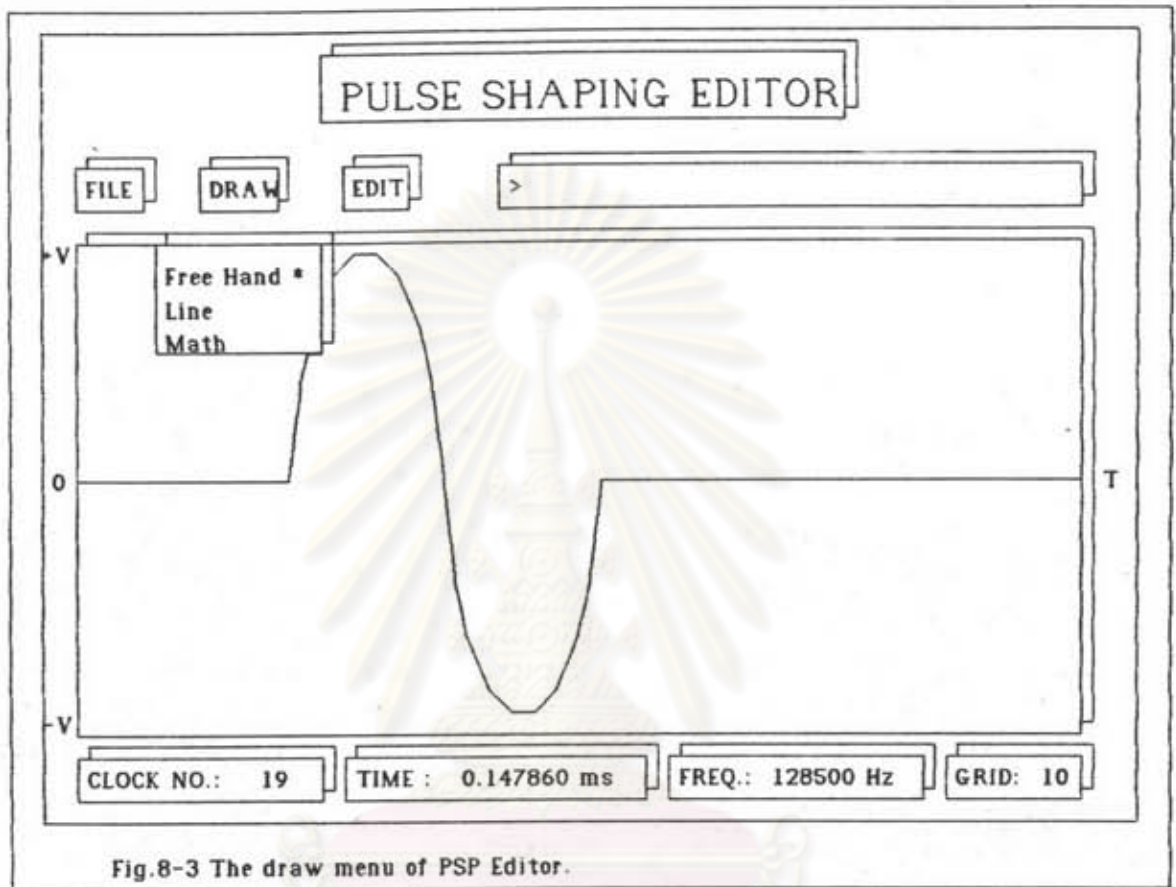 PULSE SHAPING EDITOR
FILE DRAW EDIT >
+V
Free Hand *
Line
Math
0 T
-V
CLOCK NO.: 19 TIME : 0.147860 ms FREQ.: 128500 Hz GRID: 10
Fig.8-3 The draw menu of PSP Editor.